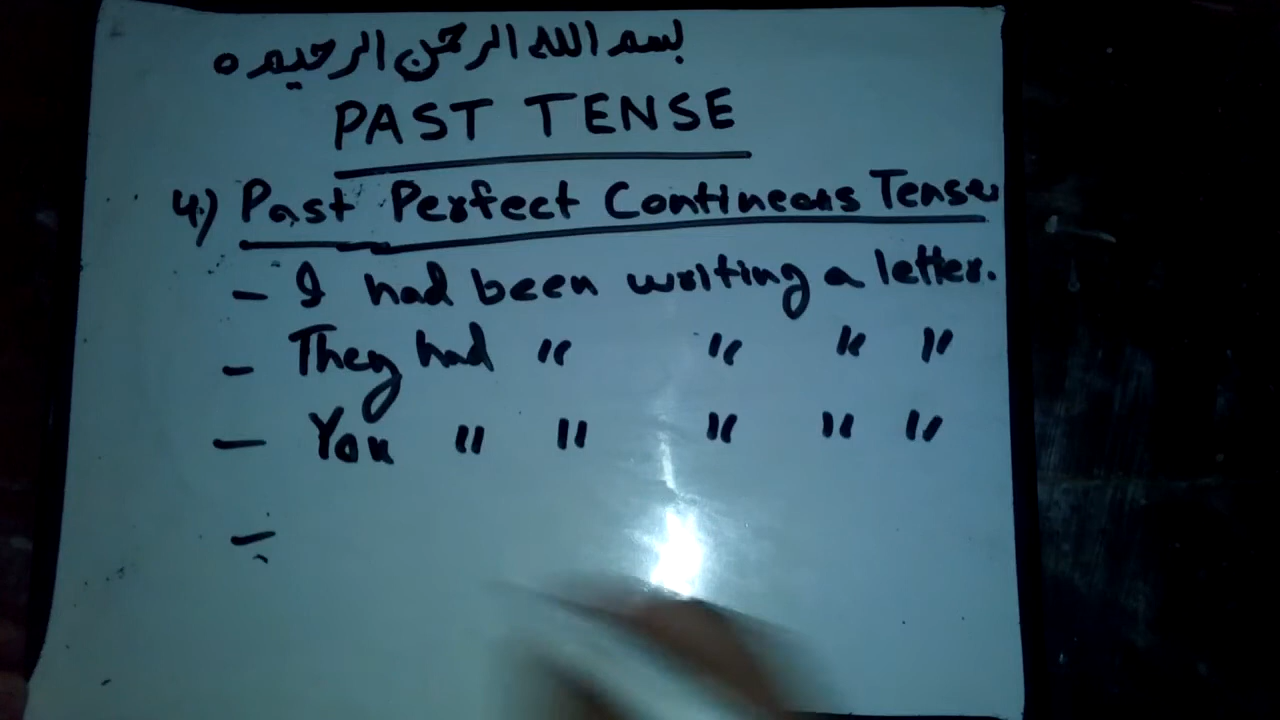 بسم الله الرحمن الرحيم ه
PAST TENSE
4.) Past Perfect Contineous Tense
- I had been writing a letter.
- They had " " " "
- You " " " " "
-